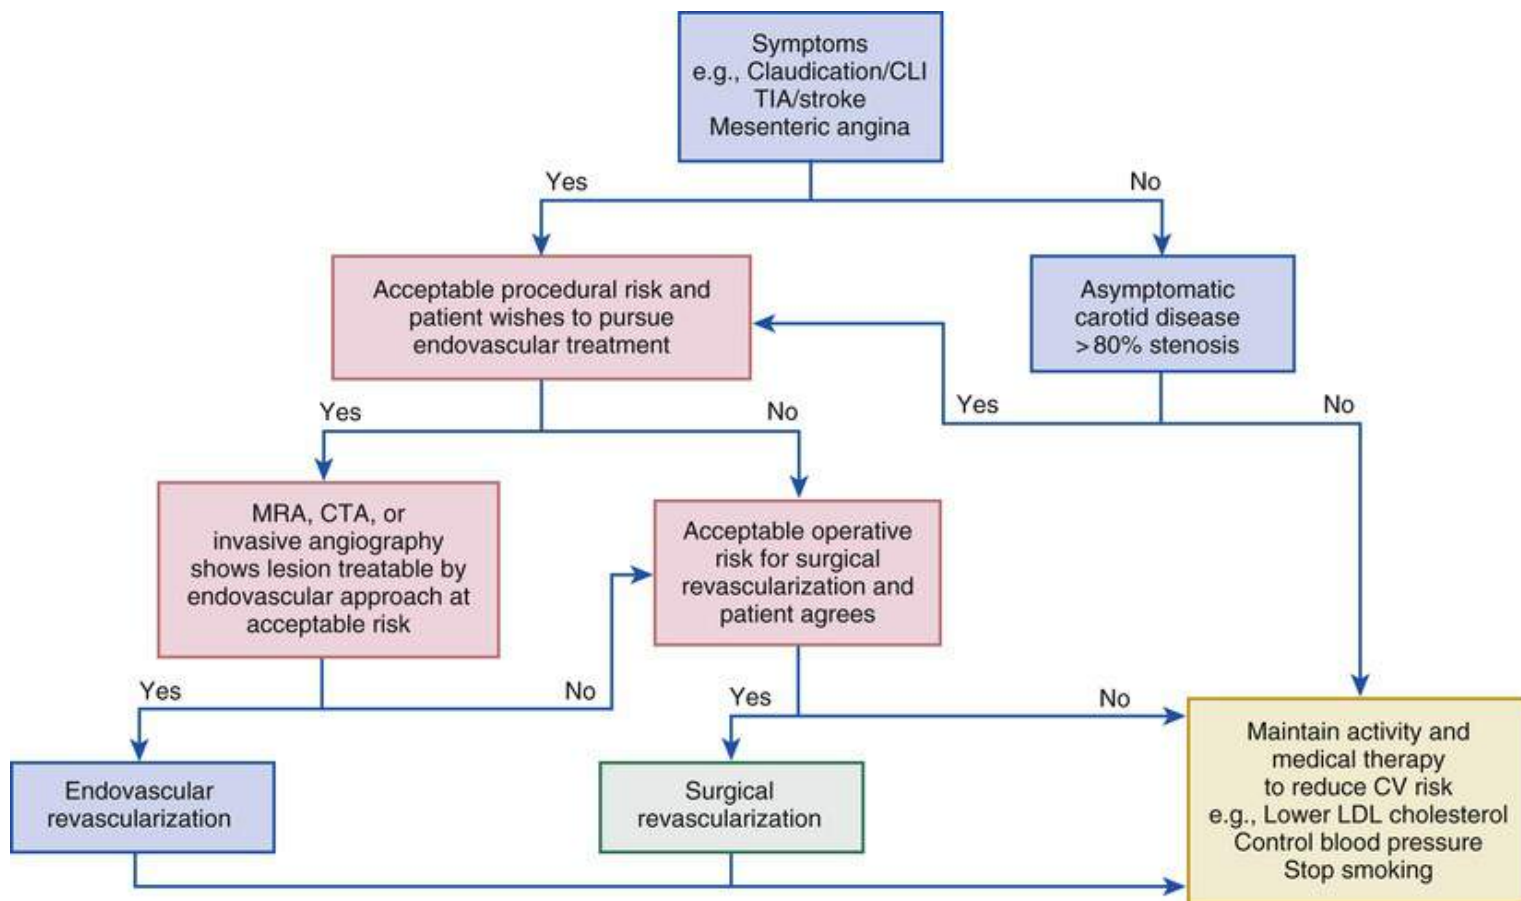 Symptoms
e.g., Claudication/CLI
TIA/stroke
Mesenteric angina
Yes
No
Acceptable procedural risk and
patient wishes to pursue
endovascular treatment
Asymptomatic
carotid disease
> 80% stenosis
Yes
No
Yes
No
MRA, CTA, or
invasive angiography
shows lesion treatable by
endovascular approach at
acceptable risk
Acceptable operative
risk for surgical
revascularization and
patient agrees
Yes
No
Yes
No
Endovascular
revascularization
Surgical
revascularization
Maintain activity and
medical therapy
to reduce CV risk
e.g., Lower LDL cholesterol
Control blood pressure
Stop smoking